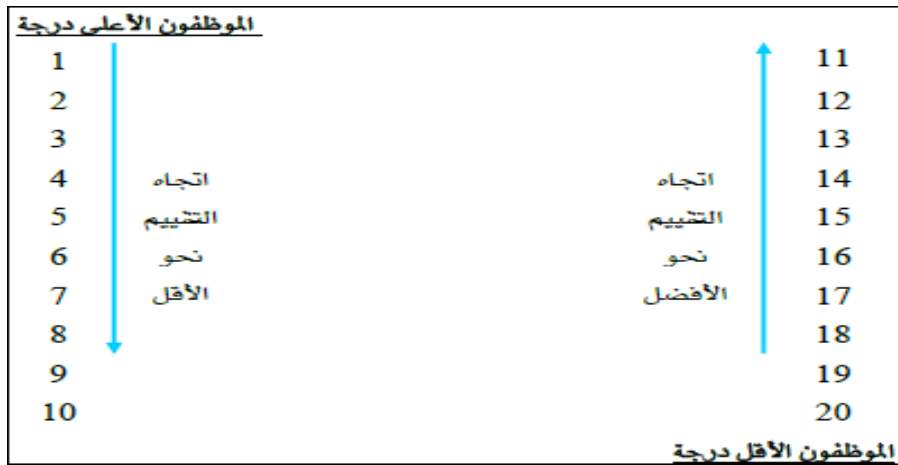 الموظفون الأعلى درجة
1 11
2 12
3 13
4 اتجاه اتجاه 14
5 التقييم التقييم 15
6 نحو نحو 16
7 الأقل الأفضل 17
8 18
9 19
10 20
الموظفون الأقل درجة